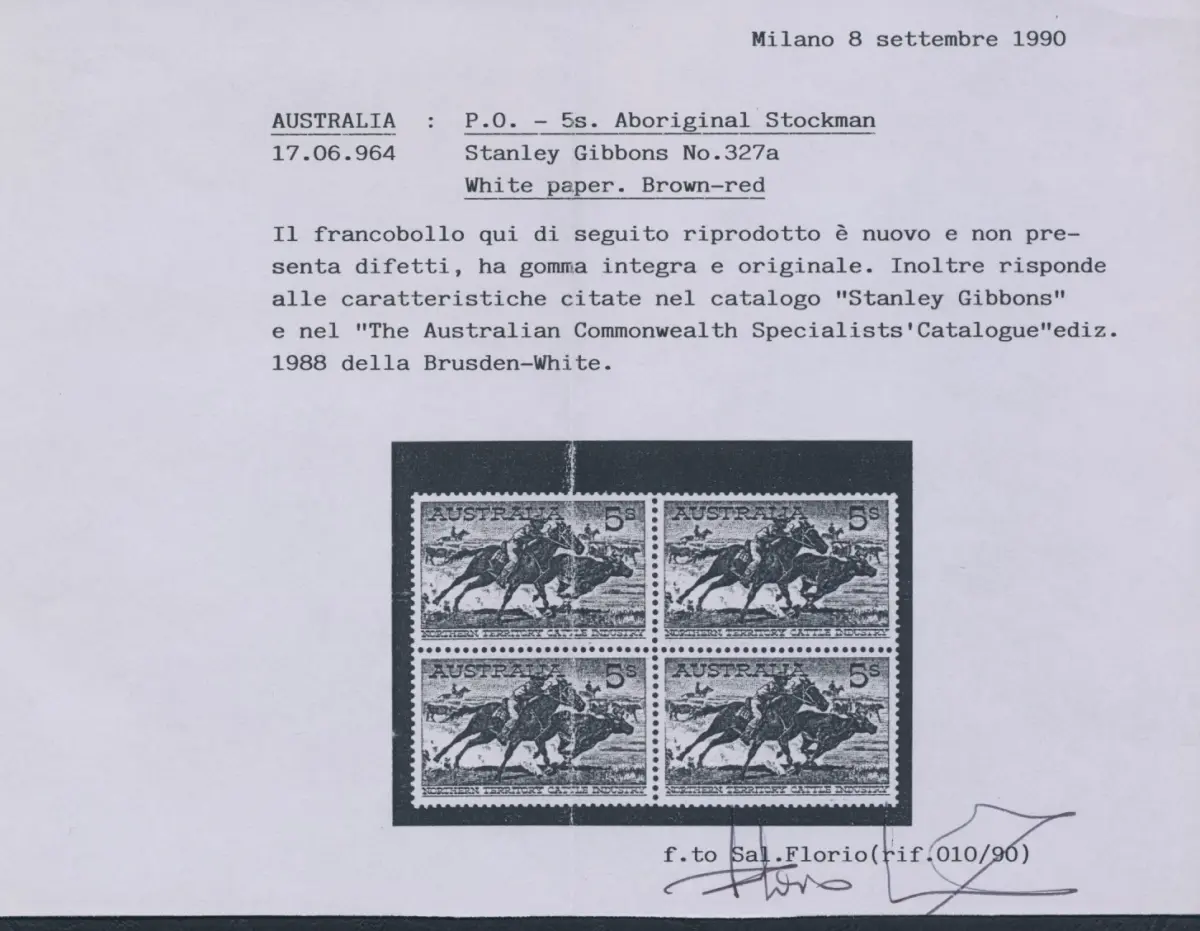 Milano 8 settembre 1990
AUSTRALIA : P.O. - 5s. Aboriginal Stockman
17.06.964 Stanley Gibbons No.327a
White paper. Brown-red
Il francobollo qui di seguito riprodotto è nuovo e non pre-
senta difetti, ha gomma integra e originale. Inoltre risponde
alle caratteristiche citate nel catalogo "Stanley Gibbons"
e nel "The Australian Commonwealth Specialists'Catalogue"ediz.
1988 della Brusden-White.
AUSTRALIA 5s AUSTRALIA 5s
NORTHERN TERRITORY CATTLE INDUSTRY NORTHERN TERRITORY CATTLE INDUSTRY
AUSTRALIA 5s AUSTRALIA 5s
NORTHERN TERRITORY CATTLE INDUSTRY NORTHERN TERRITORY CATTLE INDUSTRY
f.to Sal.Florio(rif.010/90)